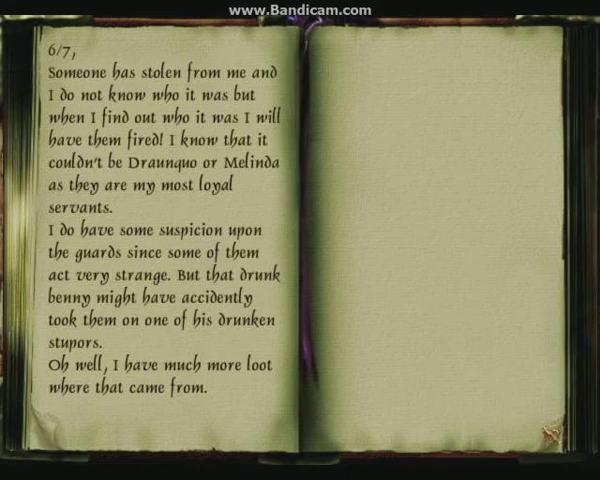 www.Bandicam.com
6/7,
Someone has stolen from me and
I do not know who it was but
when I find out who it was I will
have them fired! I know that it
couldn't be Draunquo or Melinda
as they are my most loyal
servants.
I do have some suspicion upon
the guards since some of them
act very strange. But that drunk
benny might have accidently
took them on one of his drunken
stupors.
Oh well, I have much more loot
where that came from.